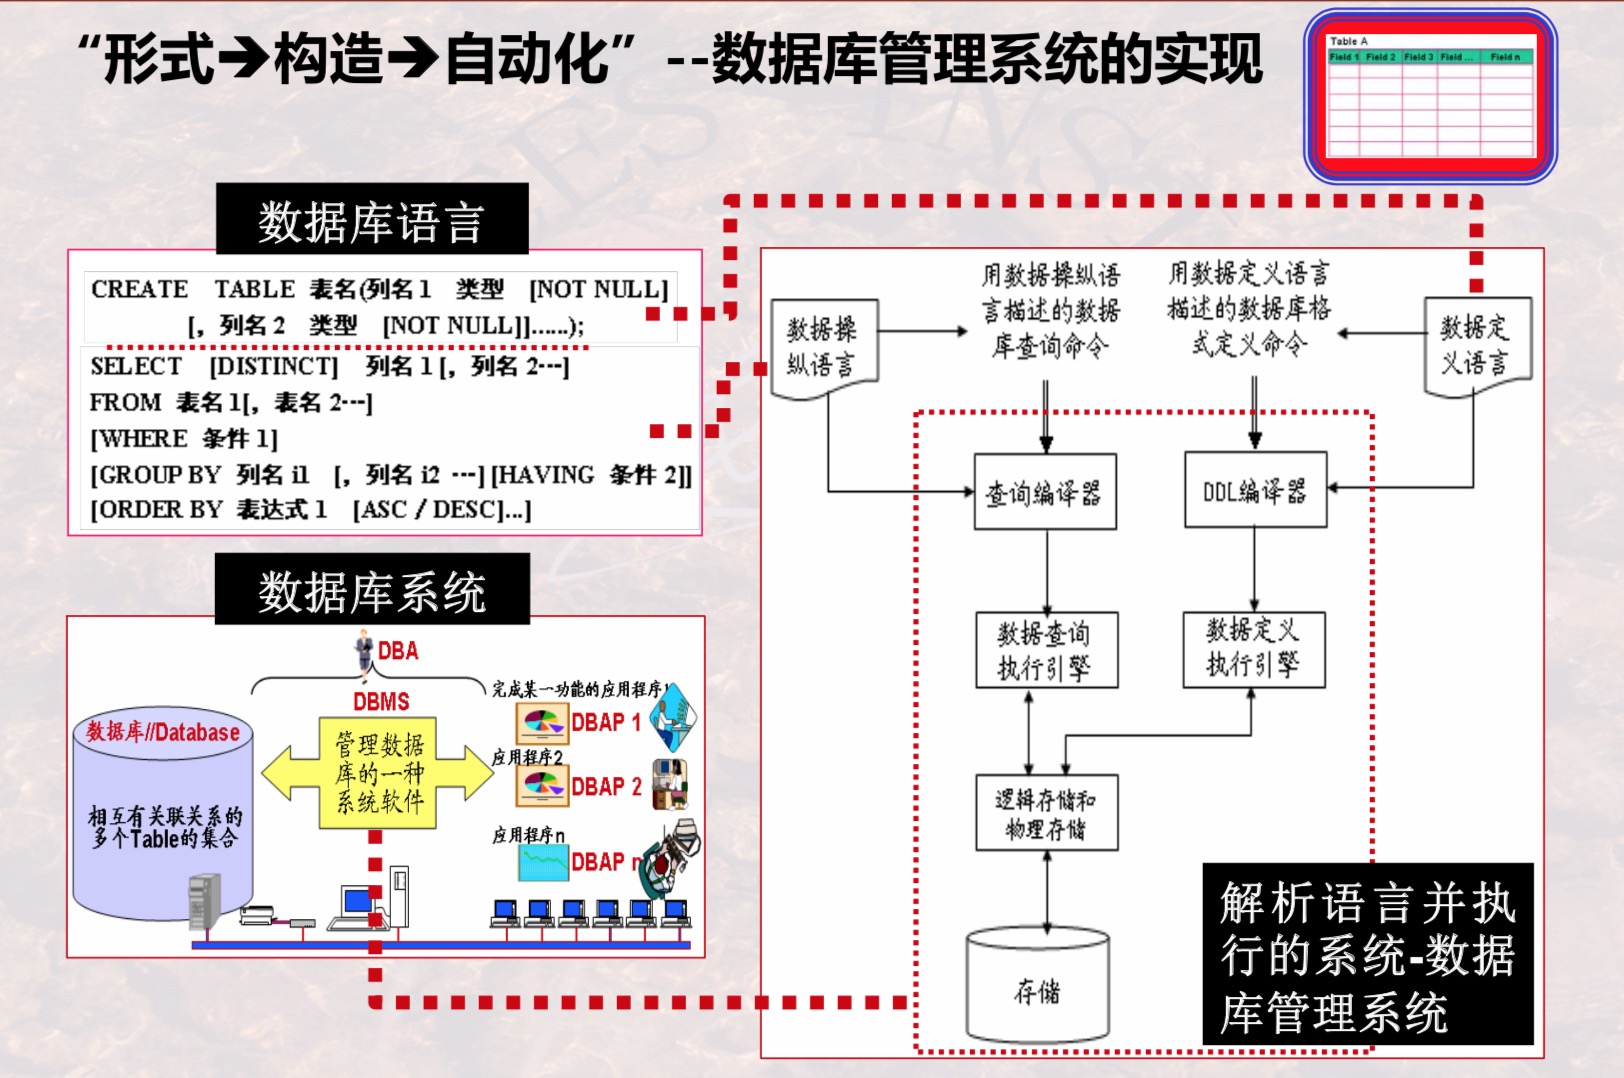 “形式➔构造➔自动化” --数据库管理系统的实现
Table A
Field 1 Field 2 Field 3 Field ... Field n
数据库语言
CREATE TABLE 表名(列名1 类型 [NOT NULL]
[, 列名2 类型 [NOT NULL]]......);
SELECT [DISTINCT] 列名1 [, 列名2…]
FROM 表名1[, 表名2…]
[WHERE 条件1]
[GROUP BY 列名i1 [, 列名i2 …] [HAVING 条件2]]
[ORDER BY 表达式1 [ASC / DESC]...]
数据库系统
DBA
DBMS
数据库//Database
相互有关联关系的
多个Table的集合
管理数据
库的一种
系统软件
完成某一功能的应用程序1
DBAP 1
应用程序2
DBAP 2
应用程序n
DBAP n
数据操
纵语言
用数据操纵语
言描述的数据
库查询命令
用数据定义语言
描述的数据库格
式定义命令
数据定
义语言
查询编译器
DDL编译器
数据查询
执行引擎
数据定义
执行引擎
逻辑存储和
物理存储
存储
解析语言并执
行的系统-数据
库管理系统